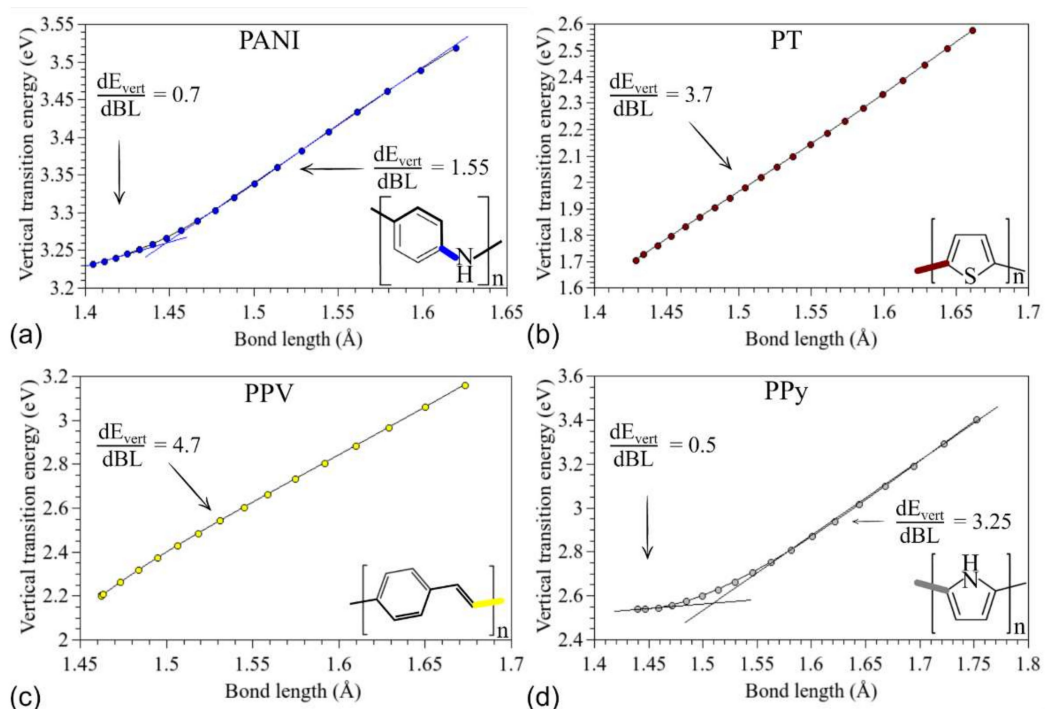 PANI
Vertical transition energy (eV)
3.55
3.5
3.45
3.4
3.35
3.3
3.25
3.2
dE_vert/dBL = 0.7
dE_vert/dBL = 1.55
N
H
n
1.4 1.45 1.5 1.55 1.6 1.65
Bond length (Å)
(a)
PT
Vertical transition energy (eV)
2.6
2.5
2.4
2.3
2.2
2.1
2
1.9
1.8
1.7
1.6
dE_vert/dBL = 3.7
S
n
1.4 1.45 1.5 1.55 1.6 1.65 1.7
Bond length (Å)
(b)
PPV
Vertical transition energy (eV)
3.2
3
2.8
2.6
2.4
2.2
2
dE_vert/dBL = 4.7
n
1.45 1.5 1.55 1.6 1.65 1.7
Bond length (Å)
(c)
PPy
Vertical transition energy (eV)
3.6
3.4
3.2
3
2.8
2.6
2.4
dE_vert/dBL = 0.5
dE_vert/dBL = 3.25
H
N
n
1.4 1.45 1.5 1.55 1.6 1.65 1.7 1.75 1.8
Bond length (Å)
(d)